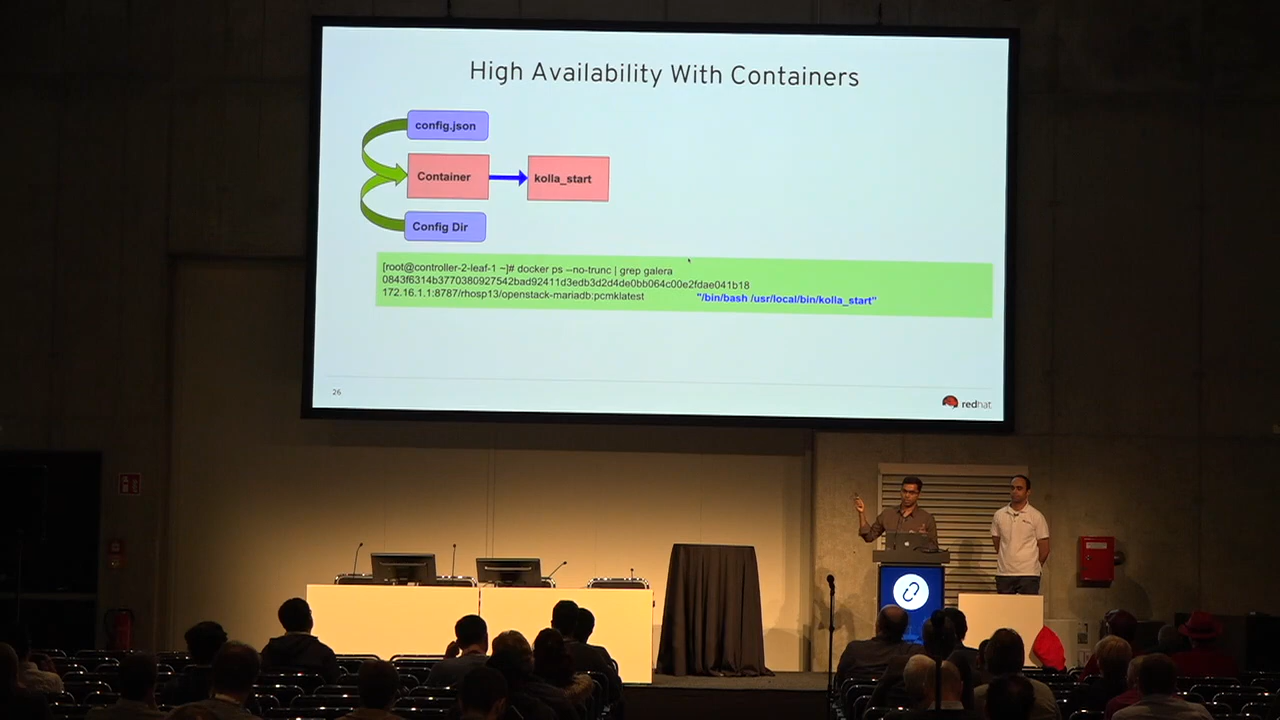 High Availability With Containers
config.json
Container
kolla_start
Config Dir
[root@controller-2-leaf-1 ~]# docker ps --no-trunc | grep galera
0843f6314b3770380927542bad92411d3edb3d2d4de0bb064c00e2fdae041b18
172.16.1.1:8787/rhosp13/openstack-mariadb:pcmklatest "/bin/bash /usr/local/bin/kolla_start"
26
redhat